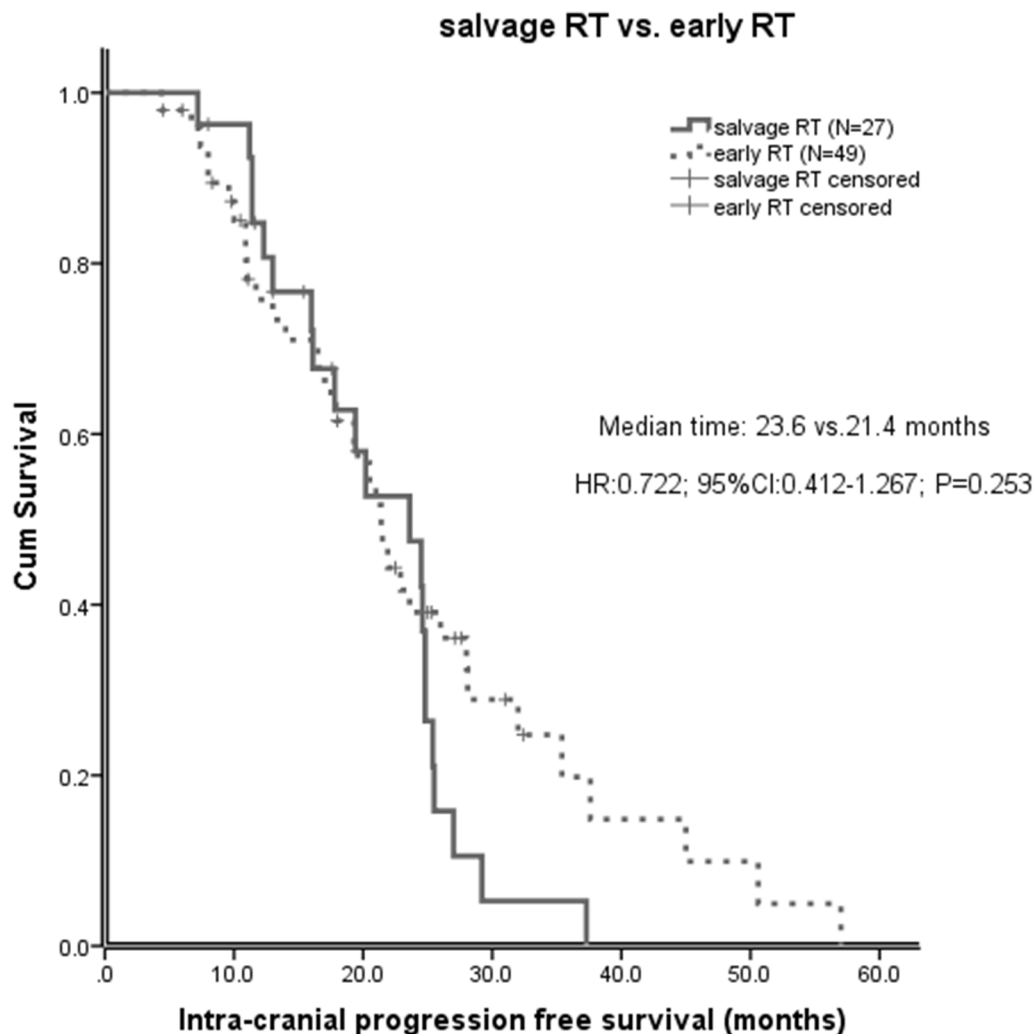 salvage RT vs. early RT
salvage RT (N=27)
early RT (N=49)
salvage RT censored
early RT censored
Median time: 23.6 vs.21.4 months
HR:0.722; 95%CI:0.412-1.267; P=0.253
Cum Survival
1.0
0.8
0.6
0.4
0.2
0.0
.0 10.0 20.0 30.0 40.0 50.0 60.0
Intra-cranial progression free survival (months)